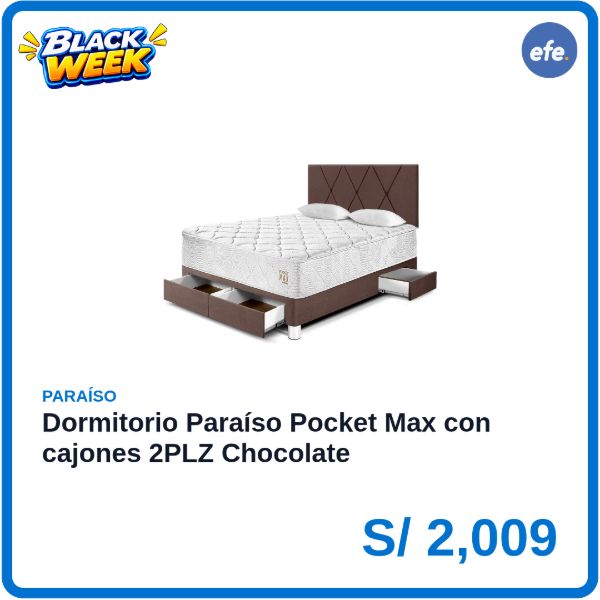 BLACK
WEEK
efe.
PARAÍSO
Dormitorio Paraíso Pocket Max con
cajones 2PLZ Chocolate
S/ 2,009